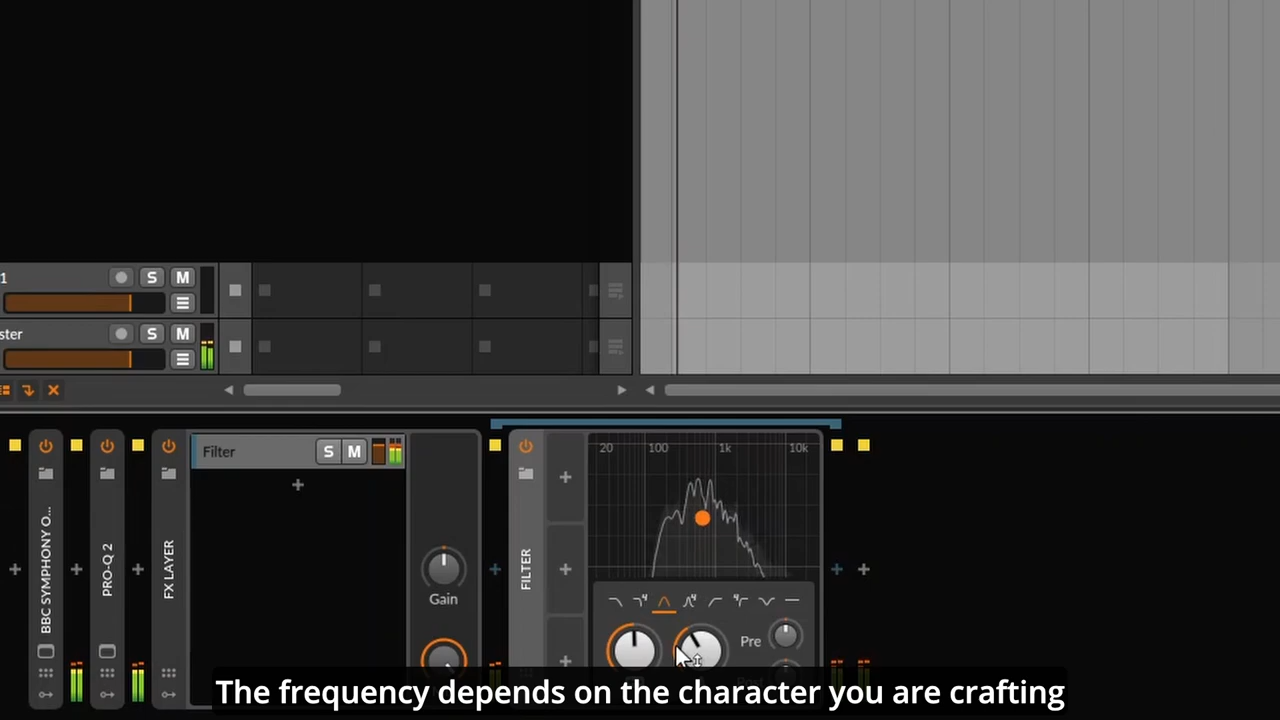 1
S
M
ster
S
M
Filter
S
M
20
100
1k
10k
BBC SYMPHONY O...
PRO-Q 2
FX LAYER
FILTER
Gain
Pre
The frequency depends on the character you are crafting